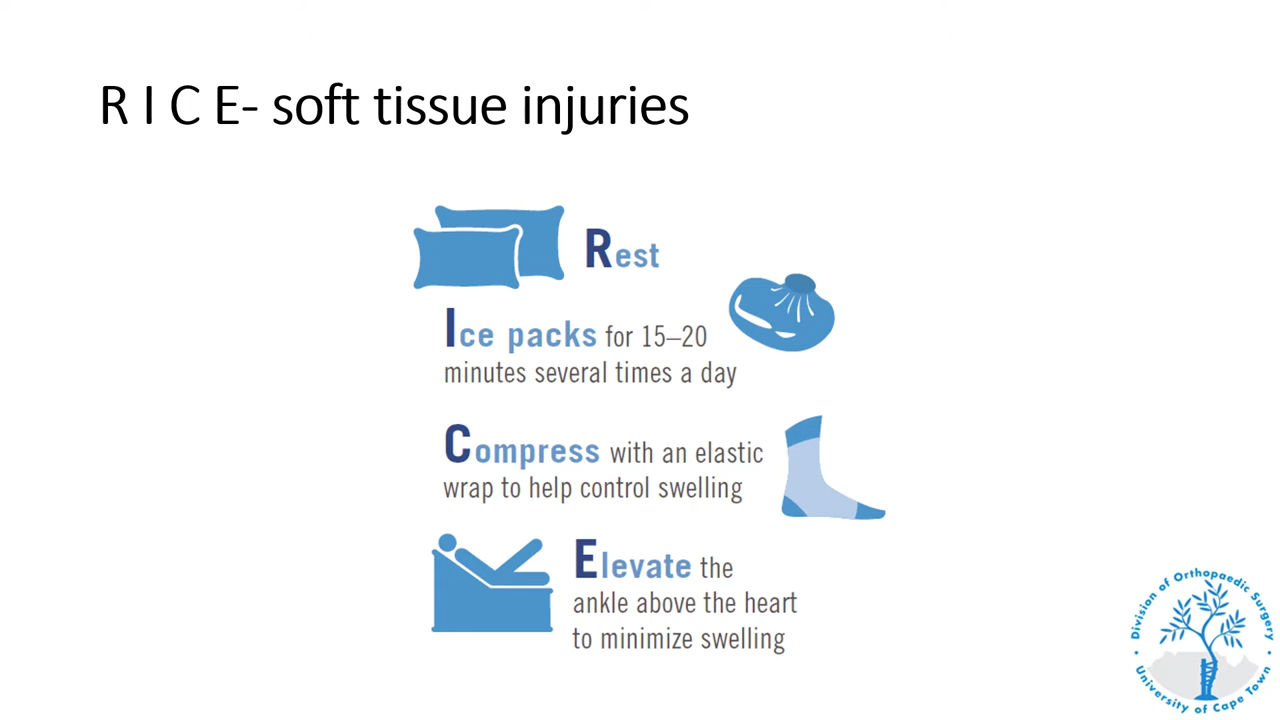 R I C E- soft tissue injuries
Rest
Ice packs for 15–20
minutes several times a day
Compress with an elastic
wrap to help control swelling
Elevate the
ankle above the heart
to minimize swelling
Division of Orthopaedic Surgery
University of Cape Town